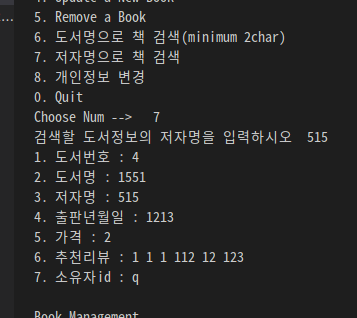 4. Update a New Book
5. Remove a Book
6. 도서명으로 책 검색(minimum 2char)
7. 저자명으로 책 검색
8. 개인정보 변경
0. Quit
Choose Num -->   7
검색할 도서정보의 저자명을 입력하시오  515
1. 도서번호 : 4
2. 도서명 : 1551
3. 저자명 : 515
4. 출판년월일 : 1213
5. 가격 : 2
6. 추천리뷰 : 1 1 1 112 12 123
7. 소유자id : q
Book Management